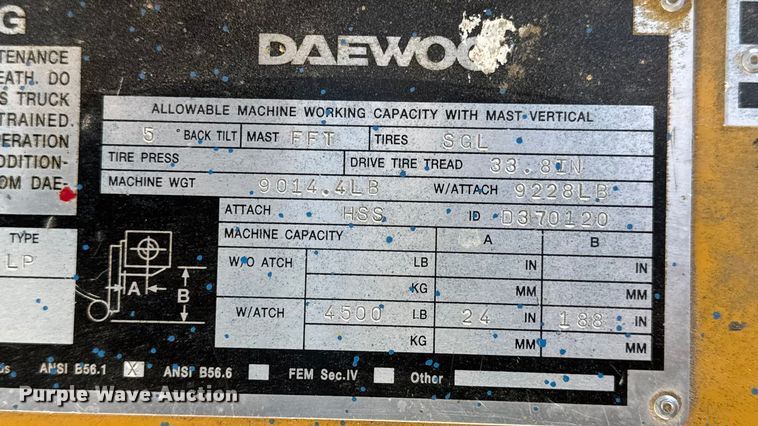 G
DAEWOO
TENANCE
EATH. DO
S TRUCK
TRAINED.
ERATION
DDITION-
OM DAE-
ALLOWABLE MACHINE WORKING CAPACITY WITH MAST VERTICAL
5 ° BACK TILT MAST FFT TIRES SGL
TIRE PRESS DRIVE TIRE TREAD 33.8IN
MACHINE WGT 9014.4LB W/ATTACH 9228LB
ATTACH HSS ID D370120
TYPE
LP
MACHINE CAPACITY A B
W/O ATCH LB IN IN
KG MM MM
W/ATCH 4500 LB 24 IN 188 IN
KG MM MM
A
B
ANSI B56.1 X ANSI B56.6 FEM Sec.IV Other
Purple Wave Auction